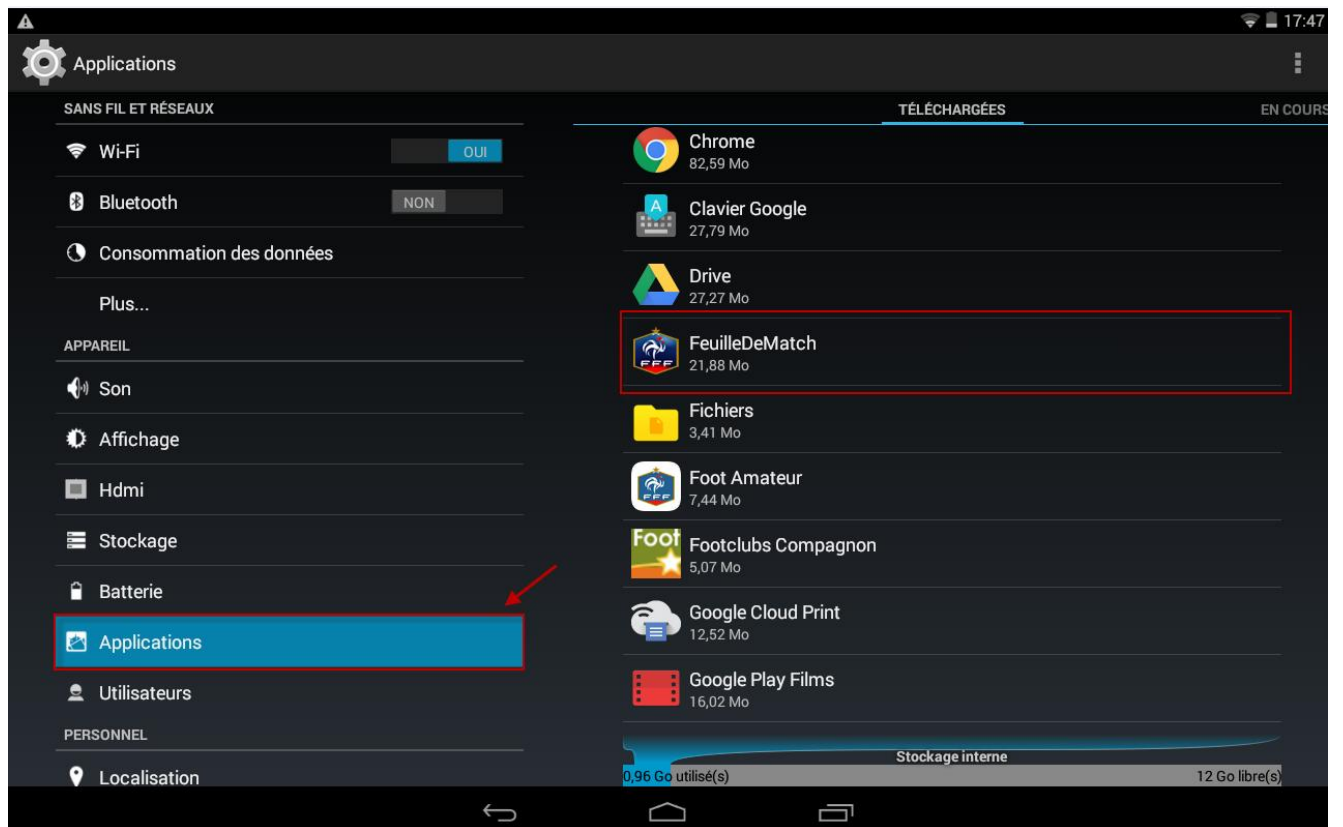 17:47
Applications
SANS FIL ET RÉSEAUX
Wi-Fi
OUI
Bluetooth
NON
Consommation des données
Plus...
APPAREIL
Son
Affichage
Hdmi
Stockage
Batterie
Applications
Utilisateurs
PERSONNEL
Localisation
TÉLÉCHARGÉES
EN COURS
Chrome
82,59 Mo
A
Clavier Google
27,79 Mo
Drive
27,27 Mo
FFF
FeuilleDeMatch
21,88 Mo
Fichiers
3,41 Mo
FFF
Foot Amateur
7,44 Mo
Foot
Footclubs Compagnon
5,07 Mo
Google Cloud Print
12,52 Mo
Google Play Films
16,02 Mo
Stockage interne
0,96 Go utilisé(s)
12 Go libre(s)